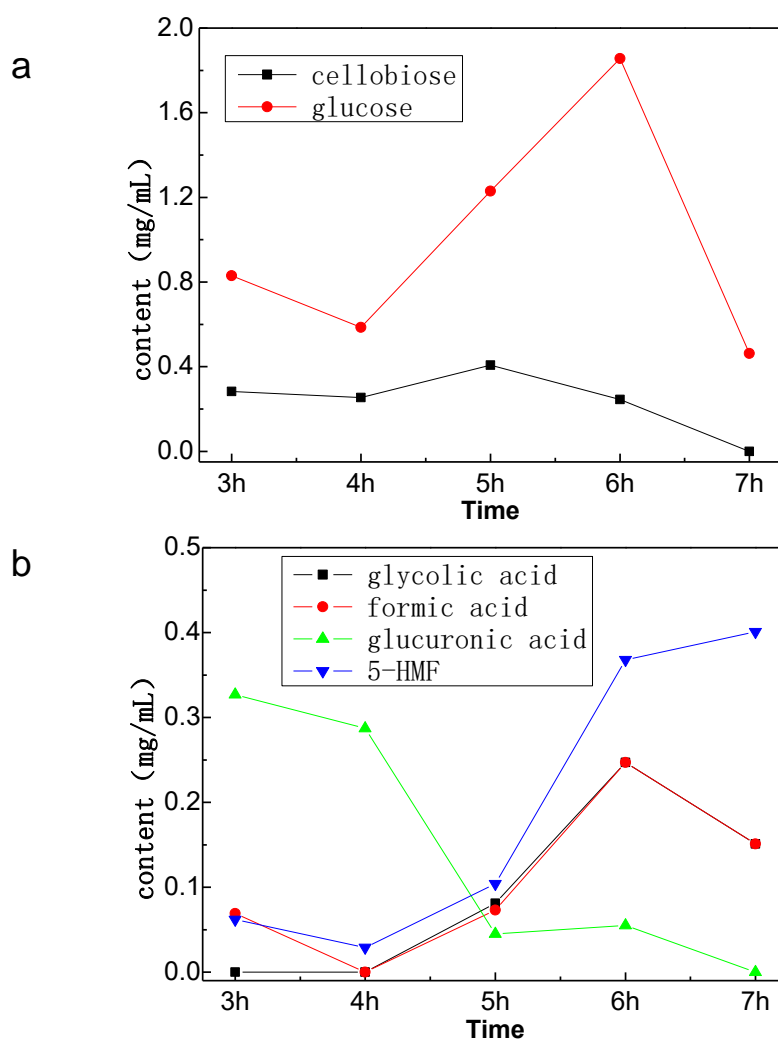 a
cellobiose
glucose
content (mg/mL)
2.0
1.6
1.2
0.8
0.4
0.0
3h 4h 5h 6h 7h
Time
b
glycolic acid
formic acid
glucuronic acid
5-HMF
content (mg/mL)
0.5
0.4
0.3
0.2
0.1
0.0
3h 4h 5h 6h 7h
Time